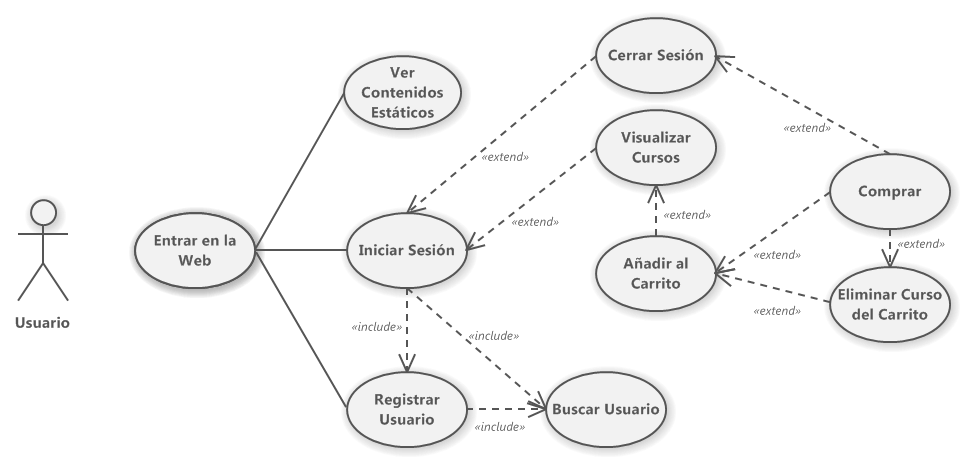 Cerrar Sesión
Ver
Contenidos
Estáticos
«extend»
Visualizar
Cursos
«extend»
Comprar
«extend»
«extend»
Entrar en la
Web
Iniciar Sesión
«extend»
«extend»
Añadir al
Carrito
Eliminar Curso
del Carrito
«extend»
Usuario
«include»
«include»
Registrar
Usuario
Buscar Usuario
«include»